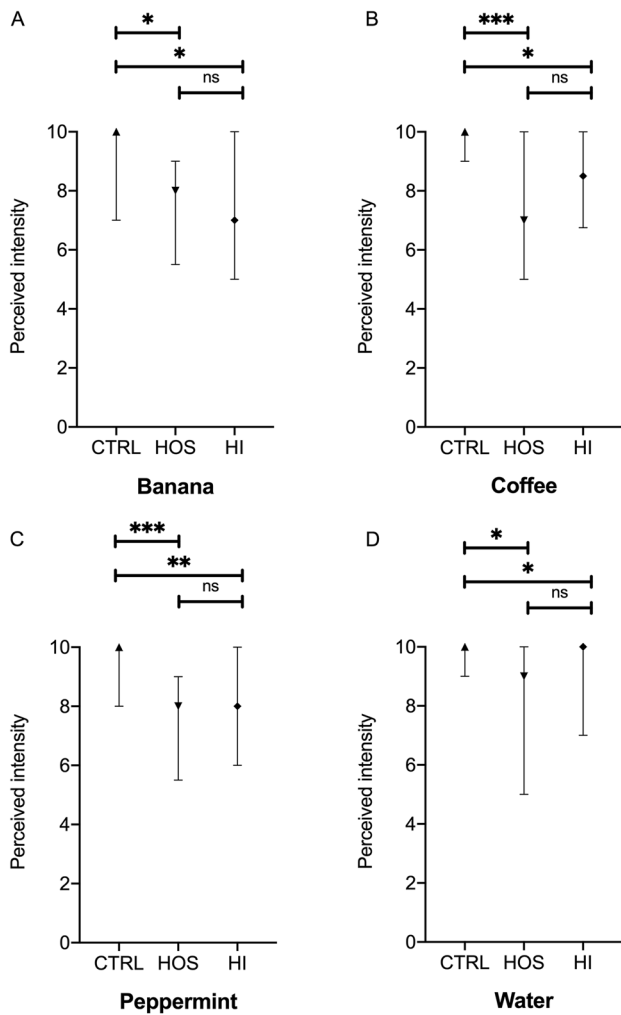 A
*
*
ns
Perceived intensity
10
8
6
4
2
0
CTRL HOS HI
Banana
B
***
*
ns
Perceived intensity
10
8
6
4
2
0
CTRL HOS HI
Coffee
C
***
**
ns
Perceived intensity
10
8
6
4
2
0
CTRL HOS HI
Peppermint
D
*
*
ns
Perceived intensity
10
8
6
4
2
0
CTRL HOS HI
Water